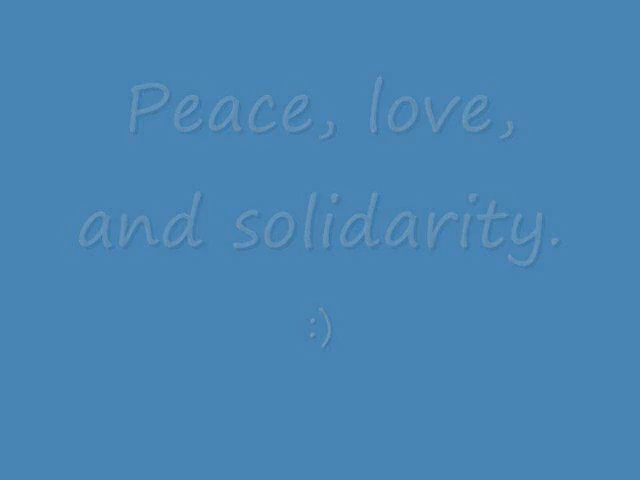 Peace, love,
and solidarity.
:)